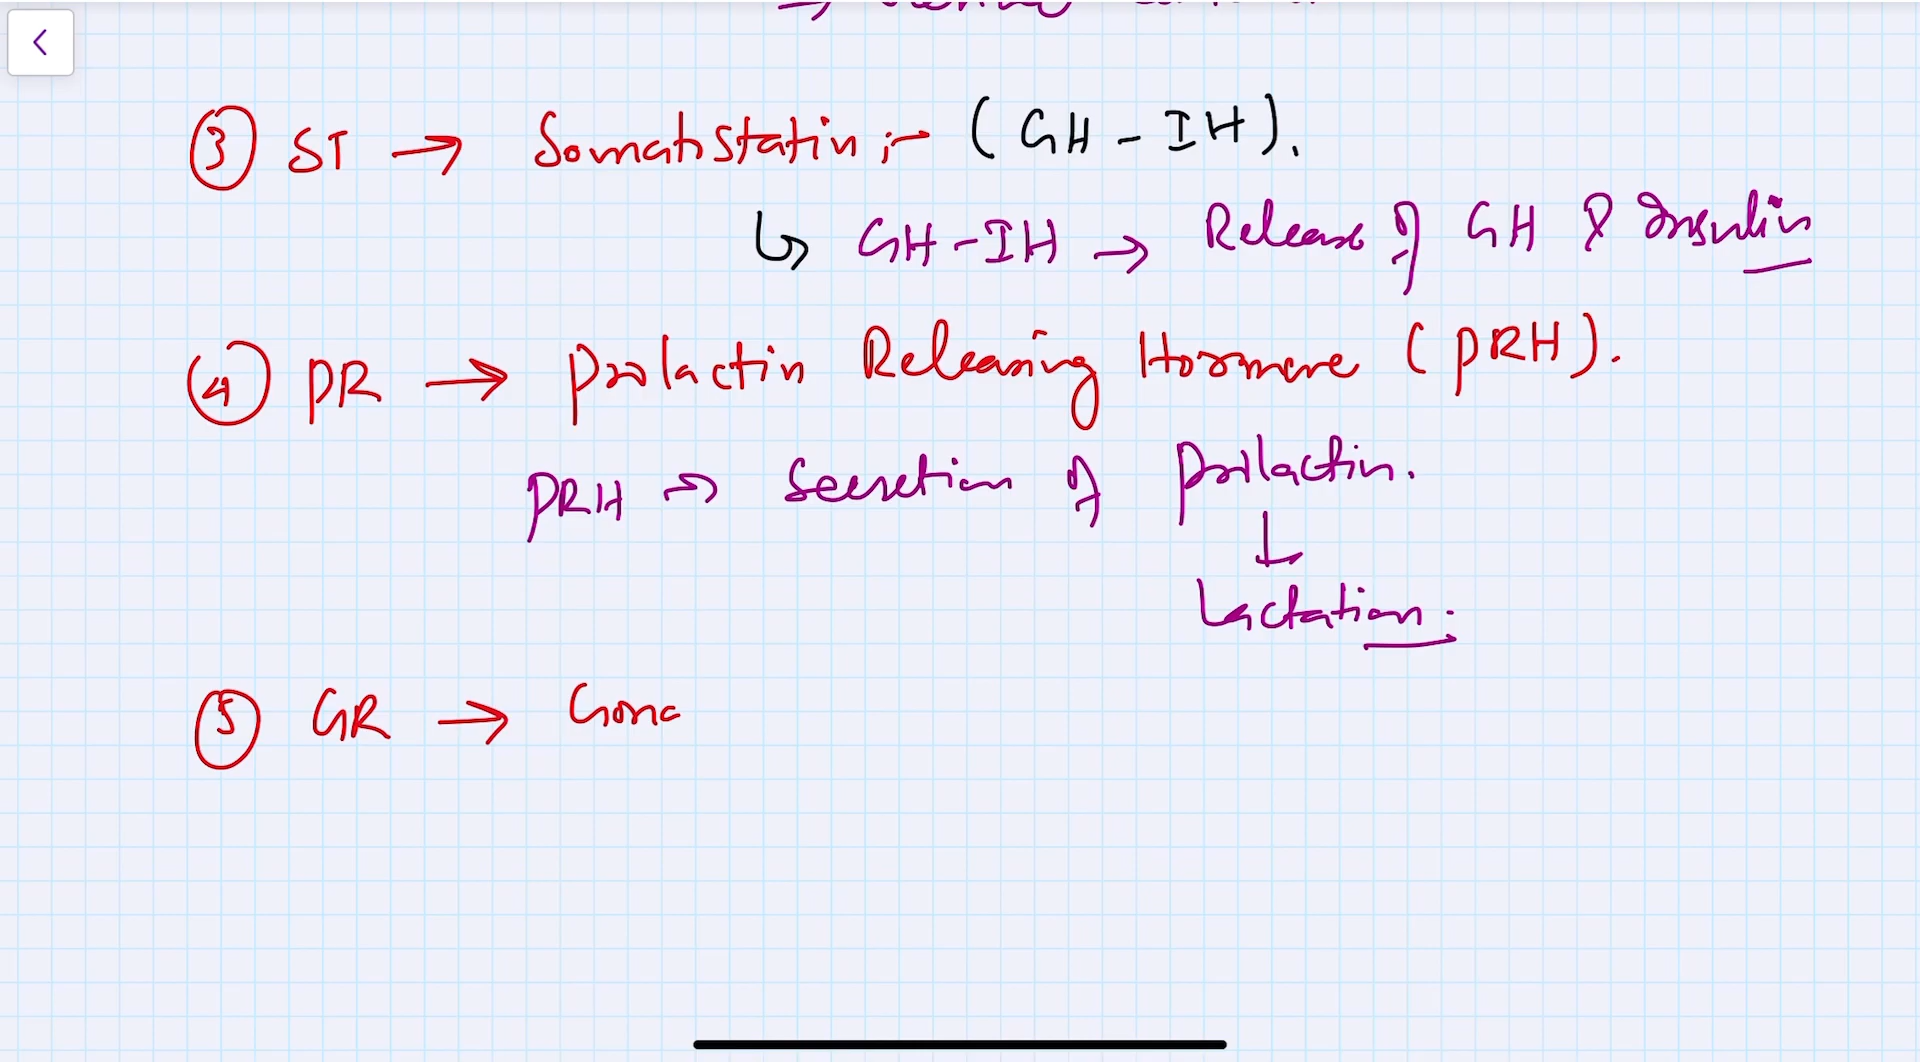 ③ ST → Somatostatin :- (GH - IH).
↳ GH-IH → Release of GH & Insulin
④ PR → Prolactin Releasing Hormone (PRH).
PRH → Secretion of Prolactin.
↓
Lactation.
⑤ GR → Gona